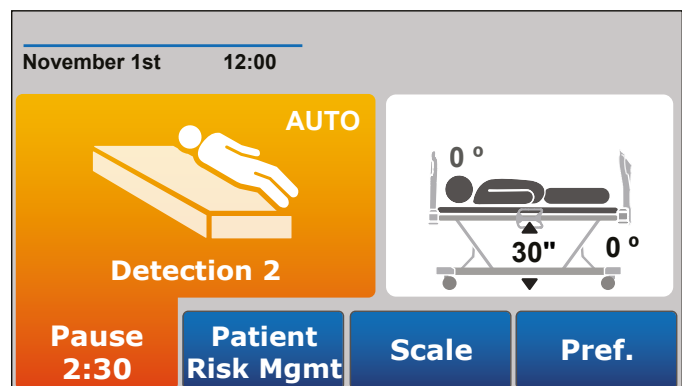 November 1st 12:00
AUTO
Detection 2
0 º
30"
0 º
Pause
2:30
Patient
Risk Mgmt
Scale
Pref.